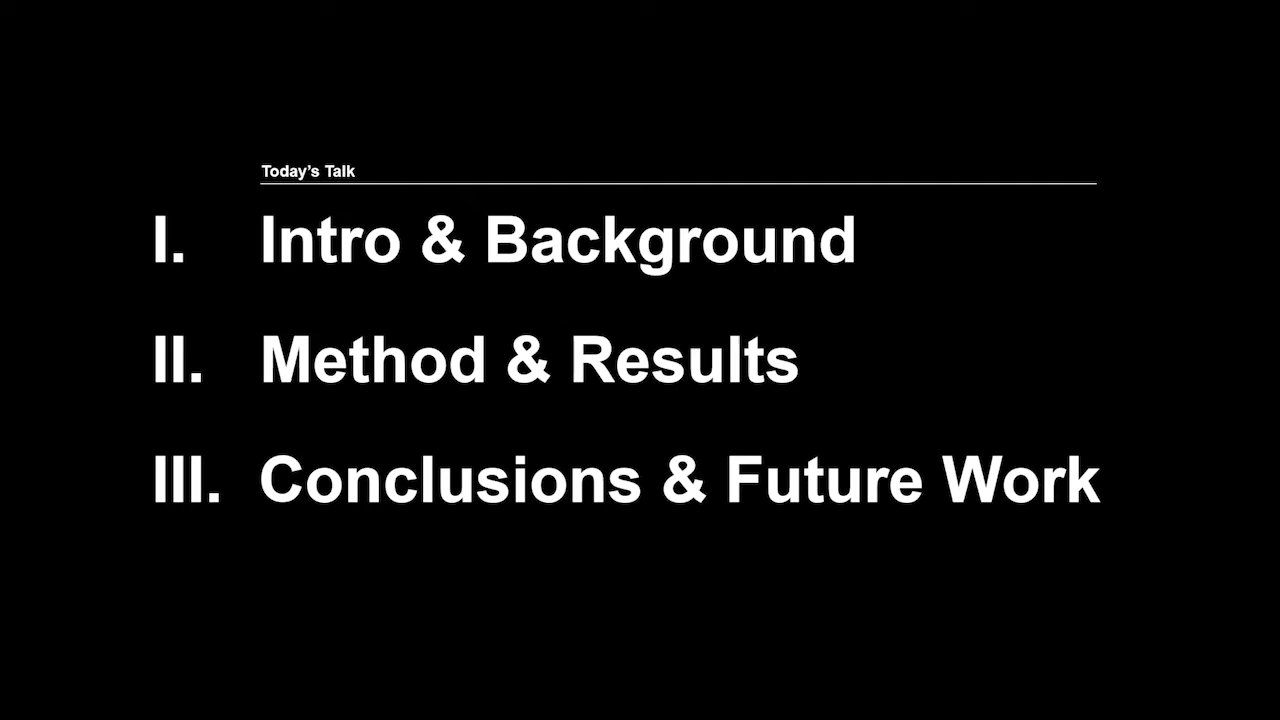 Today’s Talk
I. Intro & Background
II. Method & Results
III. Conclusions & Future Work